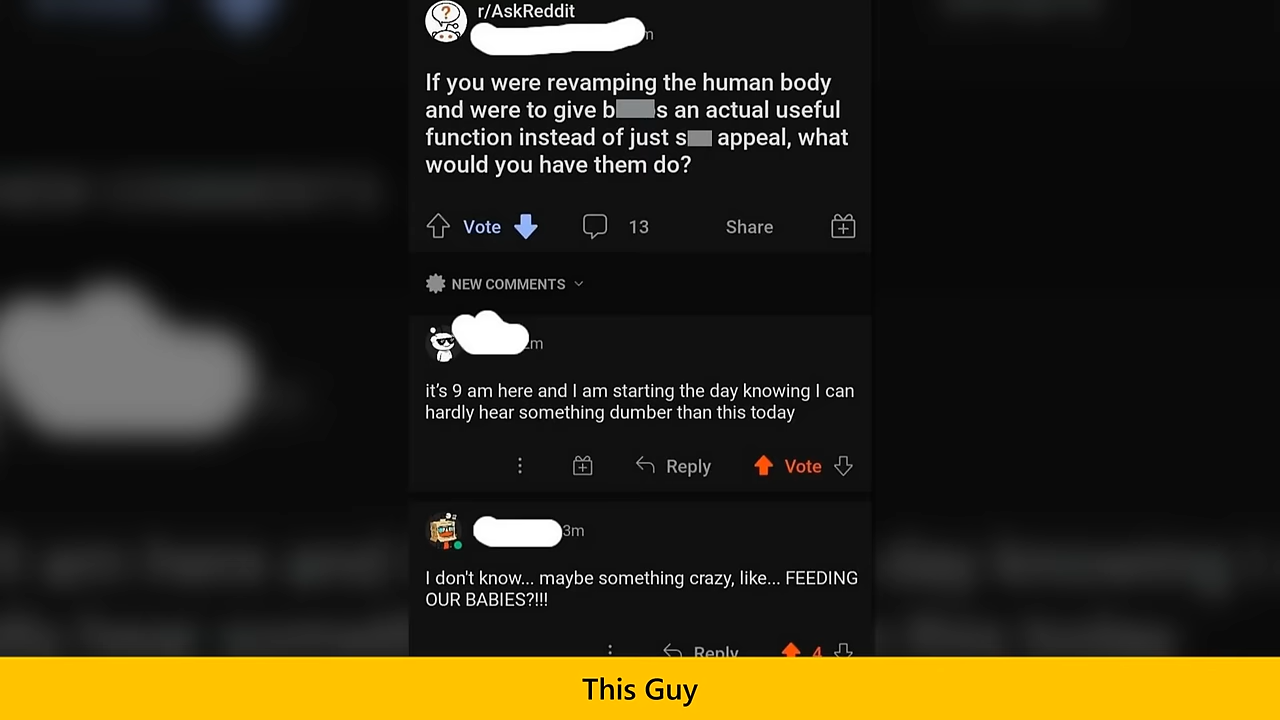 r/AskReddit
If you were revamping the human body
and were to give b s an actual useful
function instead of just s appeal, what
would you have them do?
Vote 13 Share
NEW COMMENTS
it's 9 am here and I am starting the day knowing I can
hardly hear something dumber than this today
Reply Vote
3m
I don't know... maybe something crazy, like... FEEDING
OUR BABIES?!!!
Reply 4
This Guy